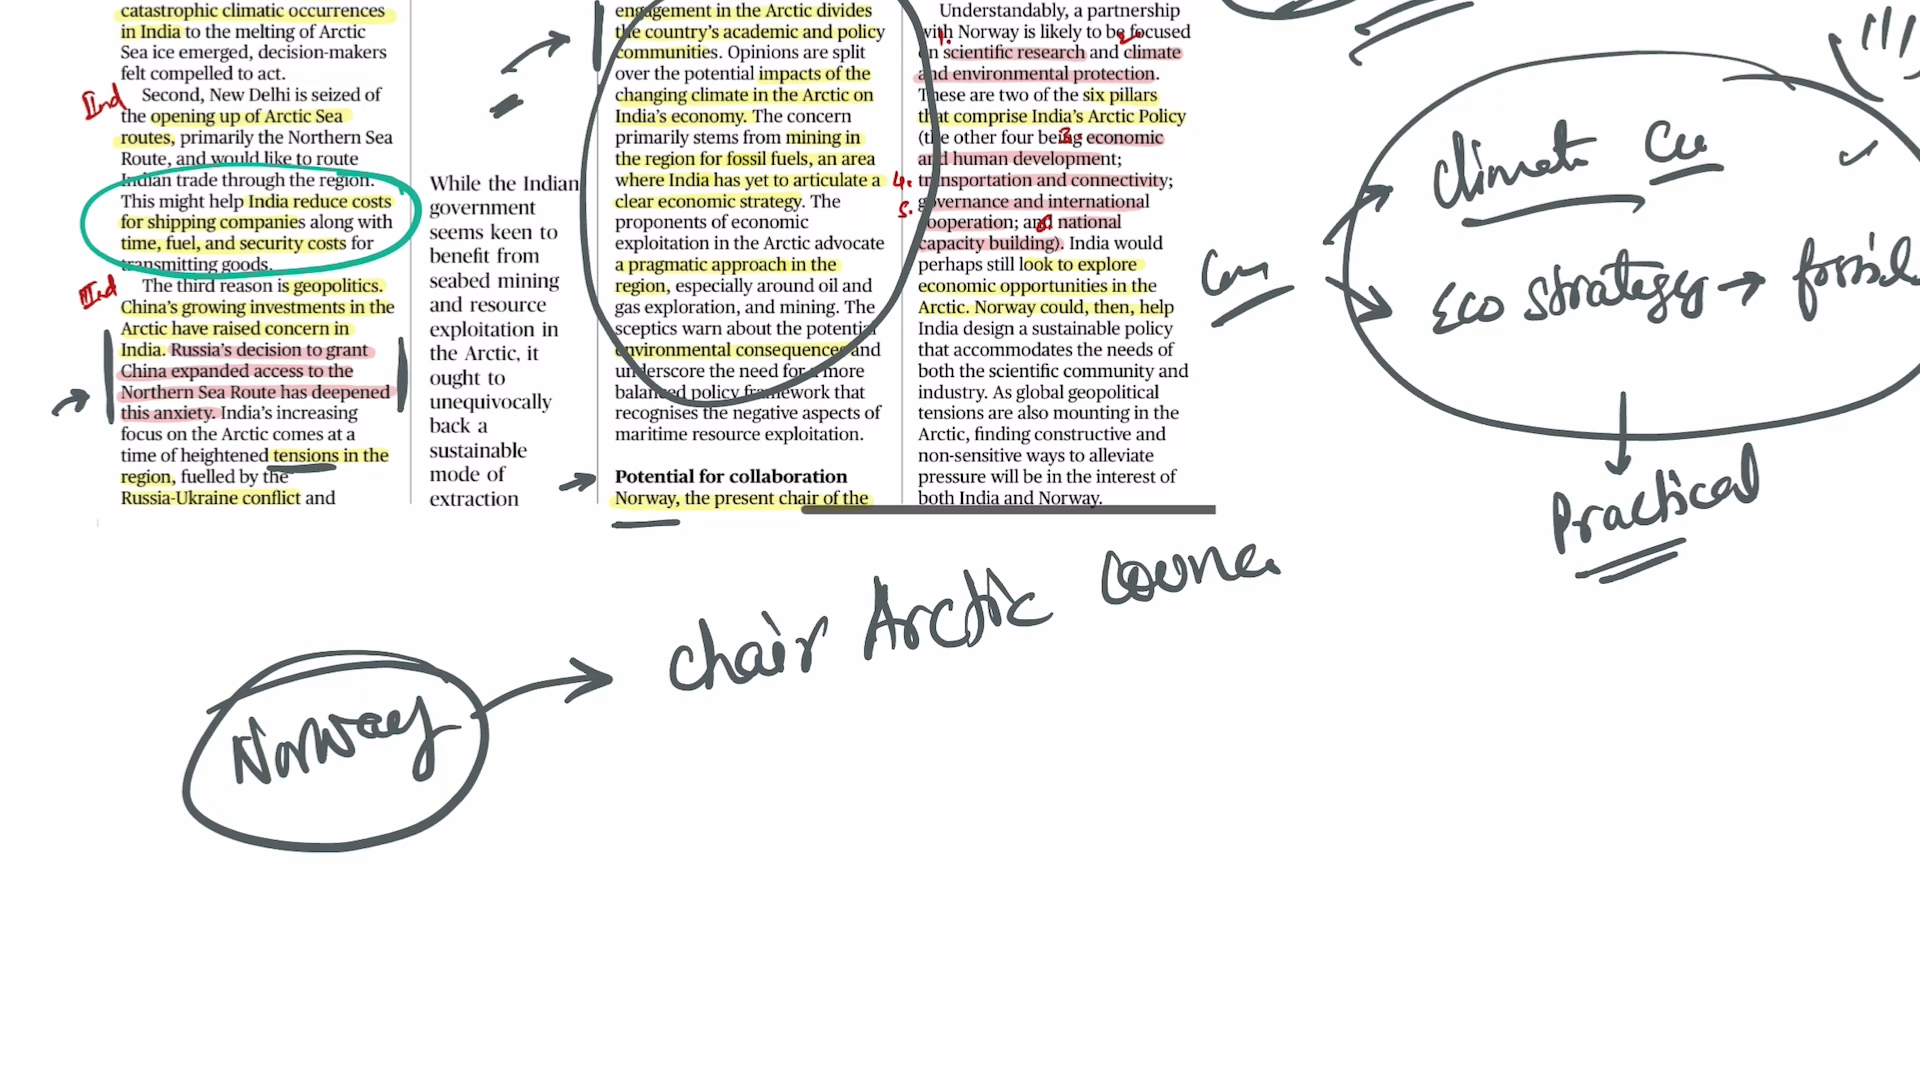 catastrophic climatic occurrences
in India to the melting of Arctic
Sea ice emerged, decision-makers
felt compelled to act.
IInd
Second, New Delhi is seized of
the opening up of Arctic Sea
routes, primarily the Northern Sea
Route, and would like to route
Indian trade through the region.
This might help India reduce costs
for shipping companies along with
time, fuel, and security costs for
transmitting goods.
IIIrd
The third reason is geopolitics.
China’s growing investments in the
Arctic have raised concern in
India. Russia’s decision to grant
China expanded access to the
Northern Sea Route has deepened
this anxiety. India’s increasing
focus on the Arctic comes at a
time of heightened tensions in the
region, fuelled by the
Russia-Ukraine conflict and
While the Indian
government
seems keen to
benefit from
seabed mining
and resource
exploitation in
the Arctic, it
ought to
unequivocally
back a
sustainable
mode of
extraction
engagement in the Arctic divides
the country’s academic and policy
communities. Opinions are split
over the potential impacts of the
changing climate in the Arctic on
India’s economy. The concern
primarily stems from mining in
the region for fossil fuels, an area
where India has yet to articulate a
clear economic strategy. The
proponents of economic
exploitation in the Arctic advocate
a pragmatic approach in the
region, especially around oil and
gas exploration, and mining. The
sceptics warn about the potential
environmental consequences and
underscore the need for a more
balanced policy framework that
recognises the negative aspects of
maritime resource exploitation.
Potential for collaboration
Norway, the present chair of the
Understandably, a partnership
with Norway is likely to be focused
1. 2.
on scientific research and climate
and environmental protection.
These are two of the six pillars
that comprise India’s Arctic Policy
(the other four being economic
3.
and human development;
4. transportation and connectivity;
5. governance and international
cooperation; and national
6.
capacity building). India would
perhaps still look to explore
economic opportunities in the
Arctic. Norway could, then, help
India design a sustainable policy
that accommodates the needs of
both the scientific community and
industry. As global geopolitical
tensions are also mounting in the
Arctic, finding constructive and
non-sensitive ways to alleviate
pressure will be in the interest of
both India and Norway.
Climate
Eco strategy → fossil
Practical
Norway → chair Arctic Counc